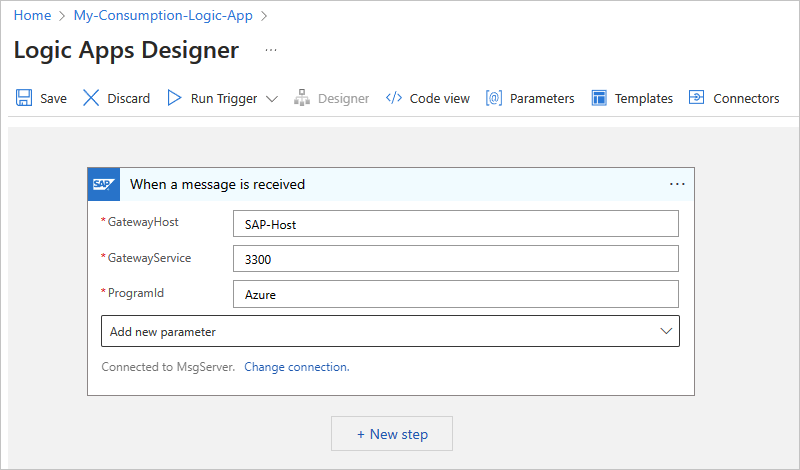 Home > My-Consumption-Logic-App >
Logic Apps Designer ...
Save Discard Run Trigger Designer Code view Parameters Templates Connectors
SAP When a message is received ...
*GatewayHost SAP-Host
*GatewayService 3300
*ProgramId Azure
Add new parameter
Connected to MsgServer. Change connection.
+ New step